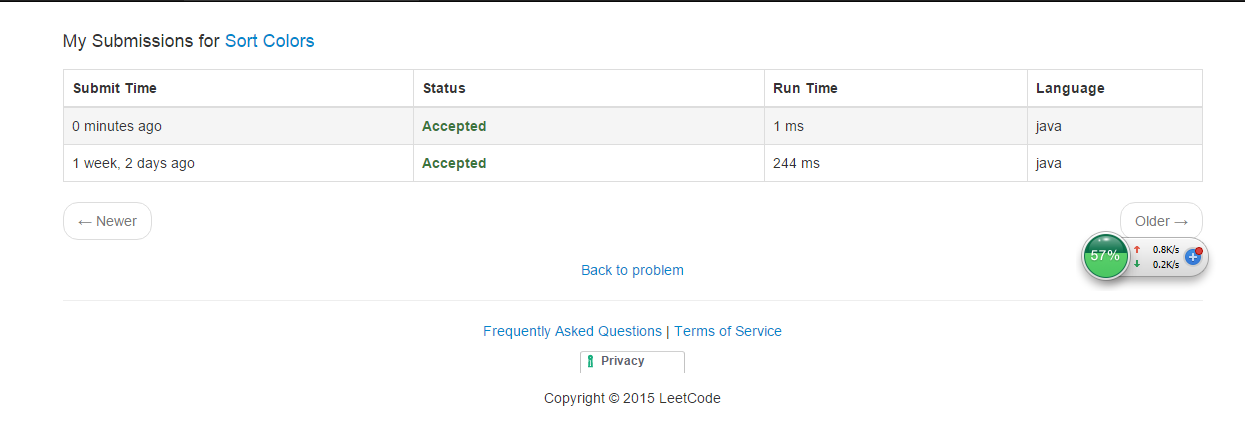 My Submissions for Sort Colors
Submit Time Status Run Time Language
0 minutes ago Accepted 1 ms java
1 week, 2 days ago Accepted 244 ms java
← Newer Older →
57% ↑ 0.8K/s
↓ 0.2K/s
Back to problem
Frequently Asked Questions | Terms of Service
Privacy
Copyright © 2015 LeetCode